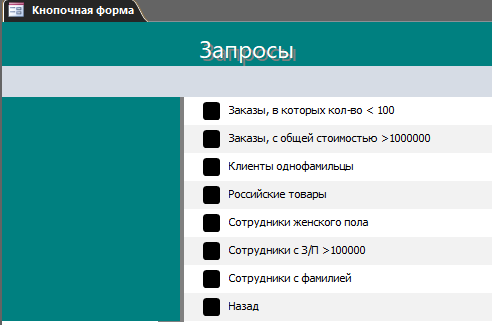 Кнопочная форма
Запросы
Заказы, в которых кол-во < 100
Заказы, с общей стоимостью >1000000
Клиенты однофамильцы
Российские товары
Сотрудники женского пола
Сотрудники с З/П >100000
Сотрудники с фамилией
Назад